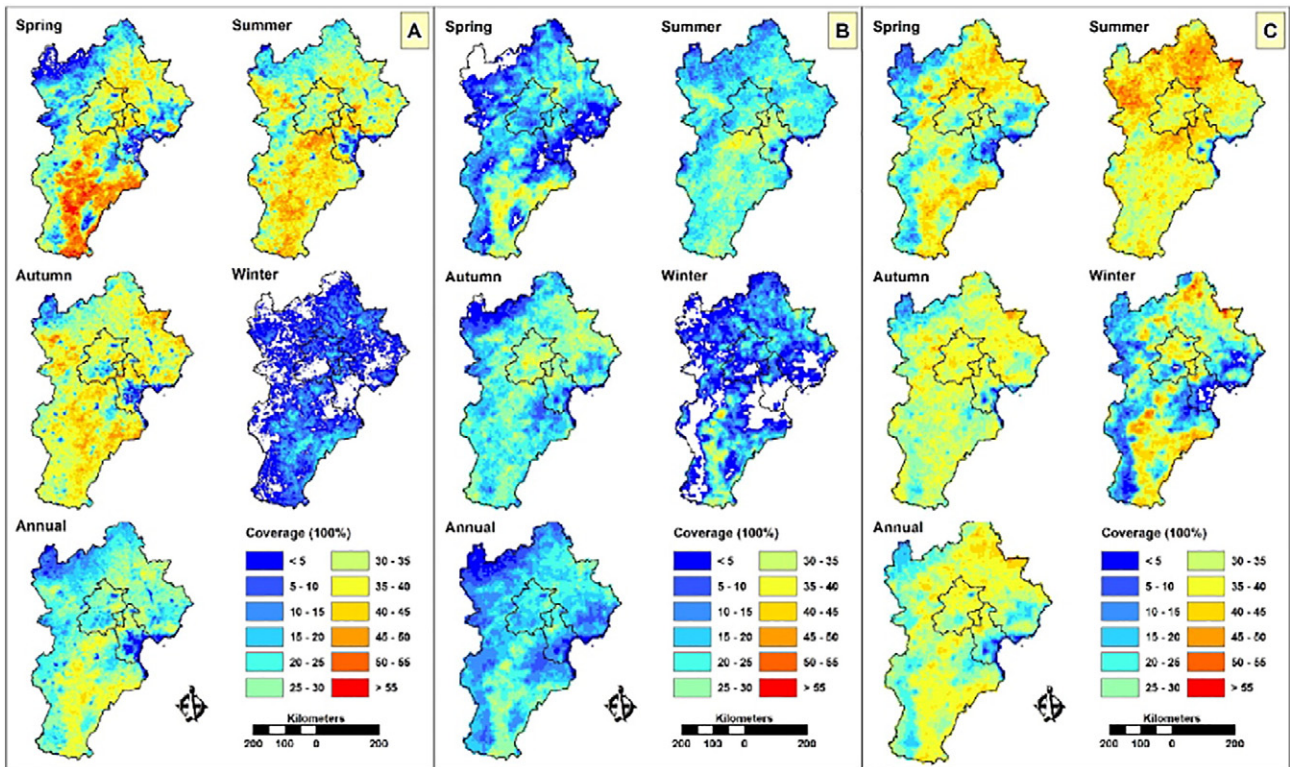 Spring Summer A
Autumn Winter
Annual Coverage (100%)
< 5 30 - 35
5 - 10 35 - 40
10 - 15 40 - 45
15 - 20 45 - 50
20 - 25 50 - 55
25 - 30 > 55
Kilometers
200 100 0 200
Spring Summer B
Autumn Winter
Annual Coverage (100%)
< 5 30 - 35
5 - 10 35 - 40
10 - 15 40 - 45
15 - 20 45 - 50
20 - 25 50 - 55
25 - 30 > 55
Kilometers
200 100 0 200
Spring Summer C
Autumn Winter
Annual Coverage (100%)
< 5 30 - 35
5 - 10 35 - 40
10 - 15 40 - 45
15 - 20 45 - 50
20 - 25 50 - 55
25 - 30 > 55
Kilometers
200 100 0 200